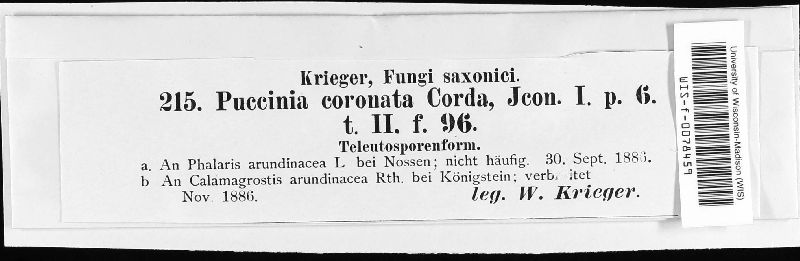 Krieger, Fungi saxonici.
215. Puccinia coronata Corda, Jcon. I. p. 6.
t. II. f. 96.
Teleutosporenform.
a. An Phalaris arundinacea L. bei Nossen; nicht häufig. 30. Sept. 1886.
b An Calamagrostis arundinacea Rth. bei Königstein; verb itet
Nov. 1886.
leg. W. Krieger.
University of Wisconsin-Madison (WIS)
WIS-f-0078459